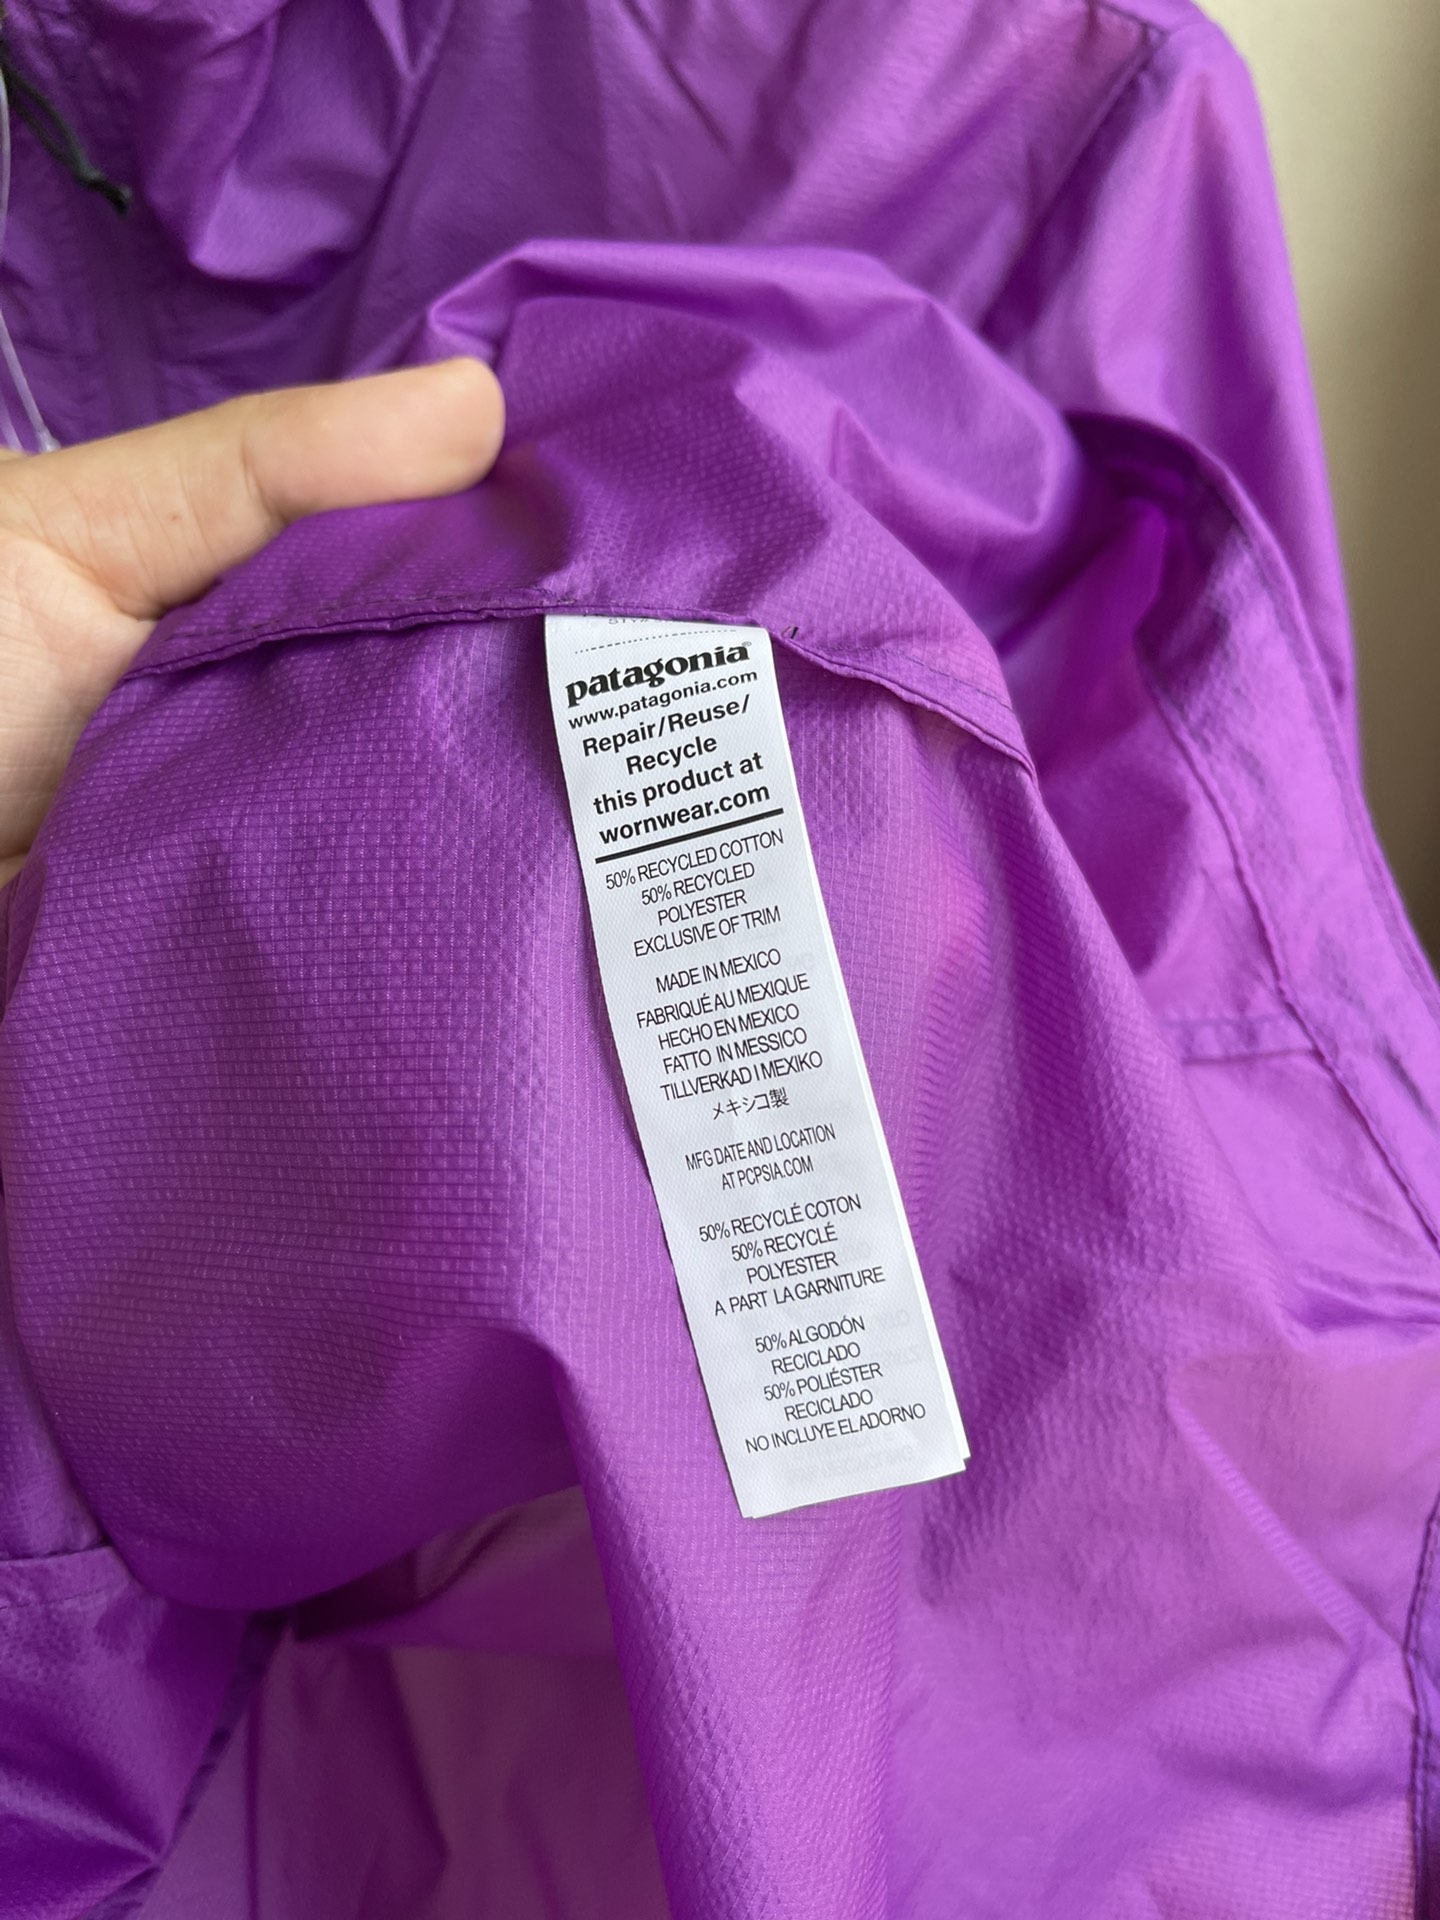 patagonia®
www.patagonia.com
Repair/Reuse/
Recycle
this product at
wornwear.com
50% RECYCLED COTTON
50% RECYCLED
POLYESTER
EXCLUSIVE OF TRIM
MADE IN MEXICO
FABRIQUÉ AU MEXIQUE
HECHO EN MEXICO
FATTO IN MESSICO
TILLVERKAD I MEXIKO
メキシコ製
MFG DATE AND LOCATION
AT PCPSIA.COM
50% RECYCLÉ COTON
50% RECYCLÉ
POLYESTER
A PART LA GARNITURE
50% ALGODÓN
RECICLADO
50% POLIÉSTER
RECICLADO
NO INCLUYE EL ADORNO